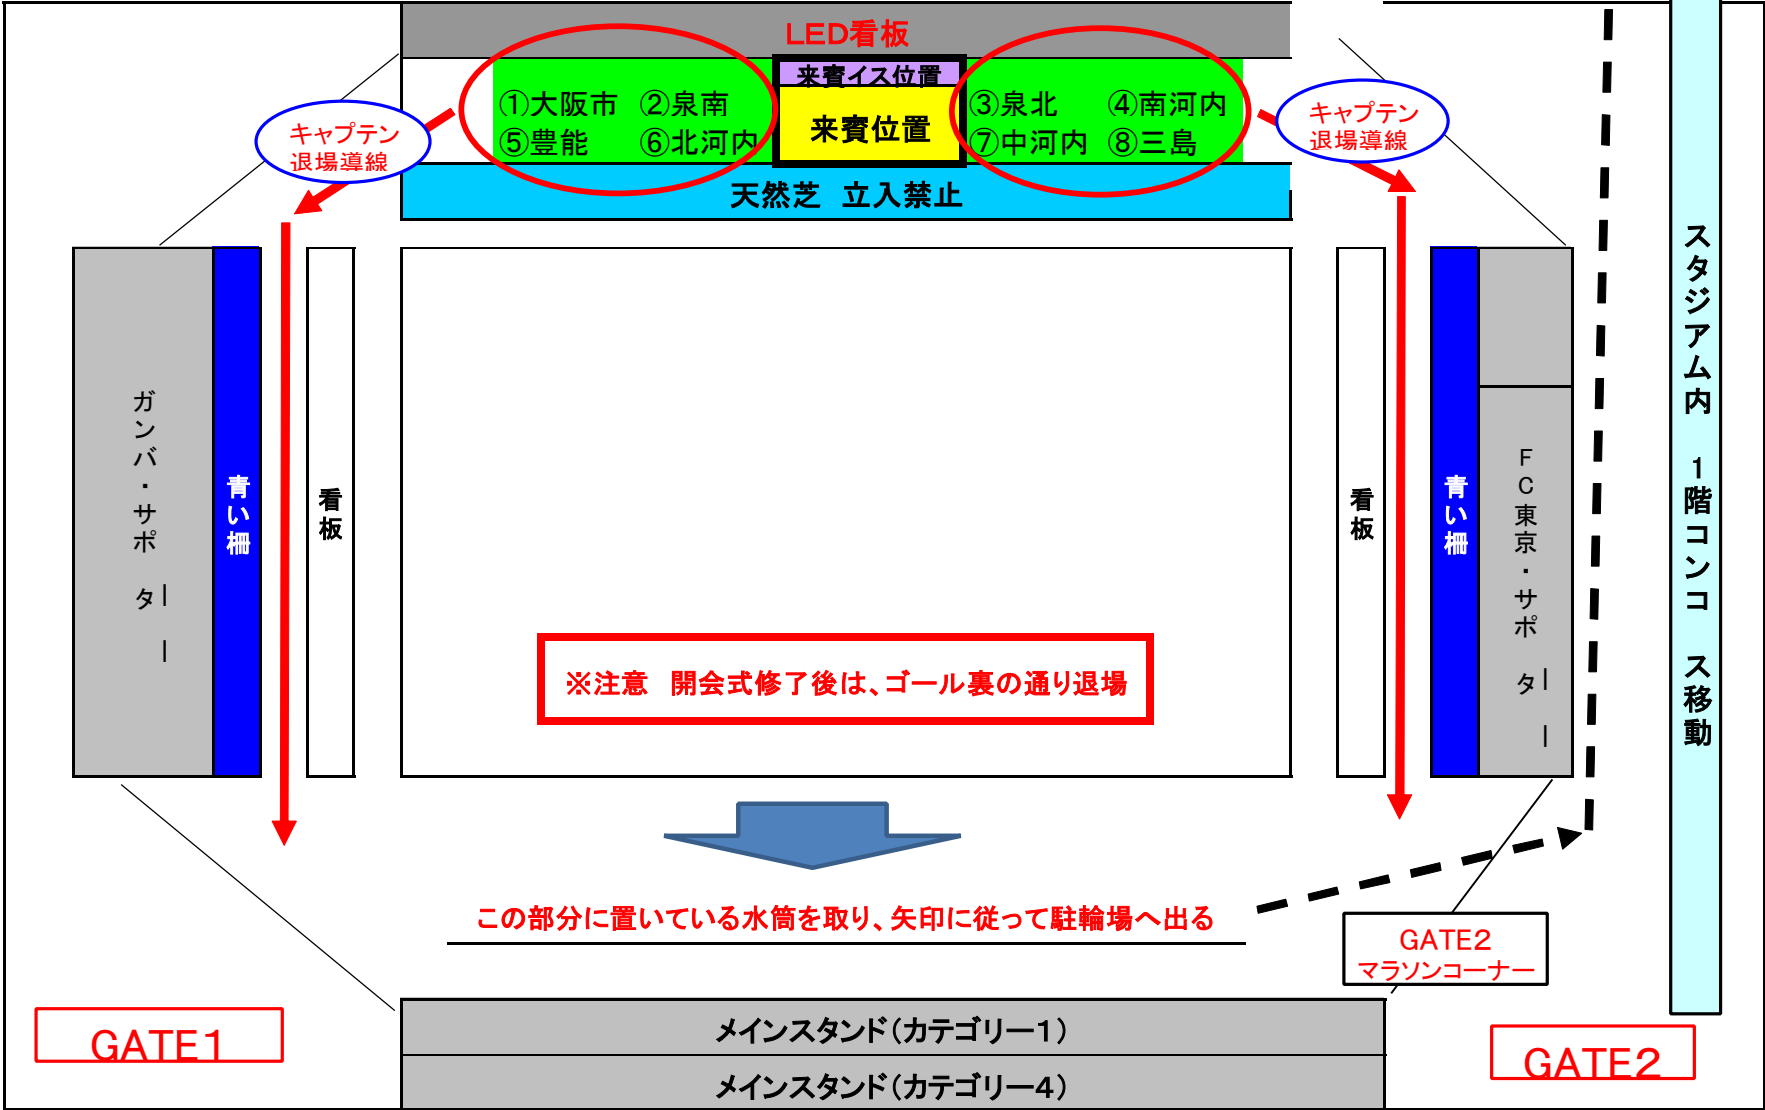 LED看板
来賓イス位置
①大阪市 ②泉南
⑤豊能 ⑥北河内
来賓位置
③泉北 ④南河内
⑦中河内 ⑧三島
キャプテン
退場導線
キャプテン
退場導線
天然芝 立入禁止
ガンバ・サポーター
青い柵
看板
看板
青い柵
FC東京・サポーター
スタジアム内 1階コンコース移動
※注意 開会式修了後は、ゴール裏の通り退場
この部分に置いている水筒を取り、矢印に従って駐輪場へ出る
GATE2
マラソンコーナー
GATE1
メインスタンド(カテゴリー1)
メインスタンド(カテゴリー4)
GATE2